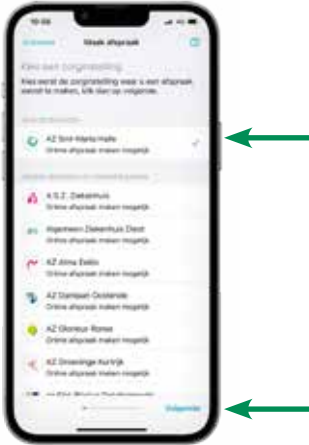 Maak afspraak
Kies een zorginstelling
Kies eerst de zorginstelling waar u een afspraak
wenst te maken, klik dan op volgende.
AZ Sint-Maria Halle
Online afspraak maken mogelijk
A.S.Z. Ziekenhuis
Online afspraak maken mogelijk
Algemeen Ziekenhuis Diest
Online afspraak maken mogelijk
AZ Alma Eeklo
Online afspraak maken mogelijk
AZ Damiaan Oostende
Online afspraak maken mogelijk
AZ Glorieux Ronse
Online afspraak maken mogelijk
AZ Groeninge Kortrijk
Online afspraak maken mogelijk
Volgende